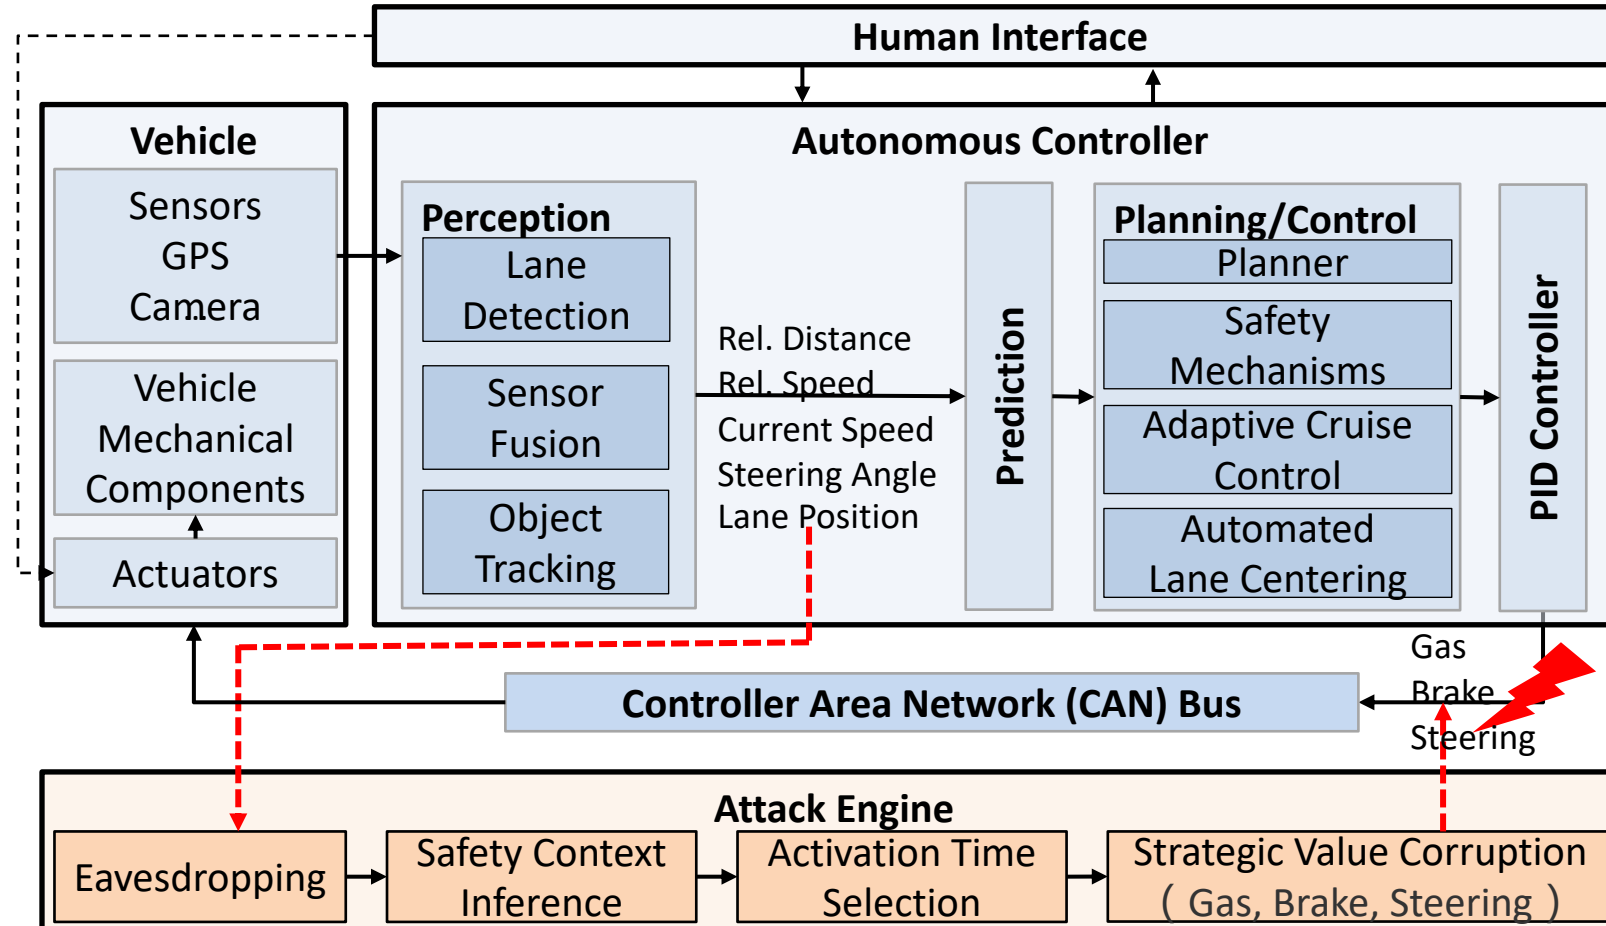 Human Interface
Vehicle
Sensors
GPS
Camera
...
Vehicle
Mechanical
Components
Actuators
Autonomous Controller
Perception
Lane
Detection
Sensor
Fusion
Object
Tracking
Rel. Distance
Rel. Speed
Current Speed
Steering Angle
Lane Position
Prediction
Planning/Control
Planner
Safety
Mechanisms
Adaptive Cruise
Control
Automated
Lane Centering
PID Controller
Gas
Brake
Steering
Controller Area Network (CAN) Bus
Attack Engine
Eavesdropping
Safety Context
Inference
Activation Time
Selection
Strategic Value Corruption
( Gas, Brake, Steering )